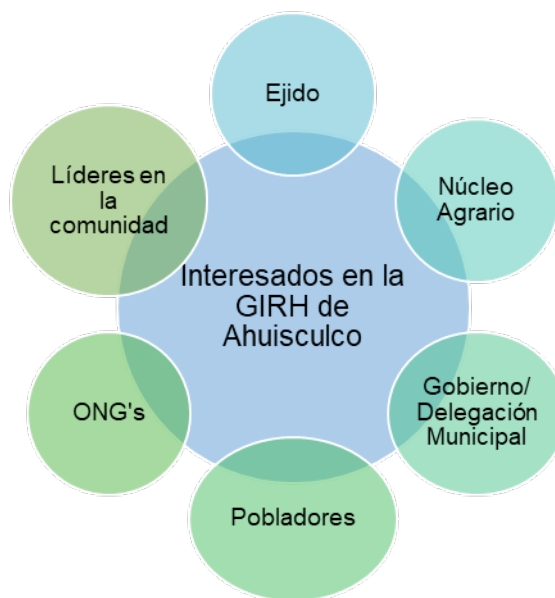 Ejido
Núcleo
Agrario
Gobierno/
Delegación
Municipal
Pobladores
ONG's
Líderes en
la
comunidad
Interesados en la
GIRH de
Ahuisculco